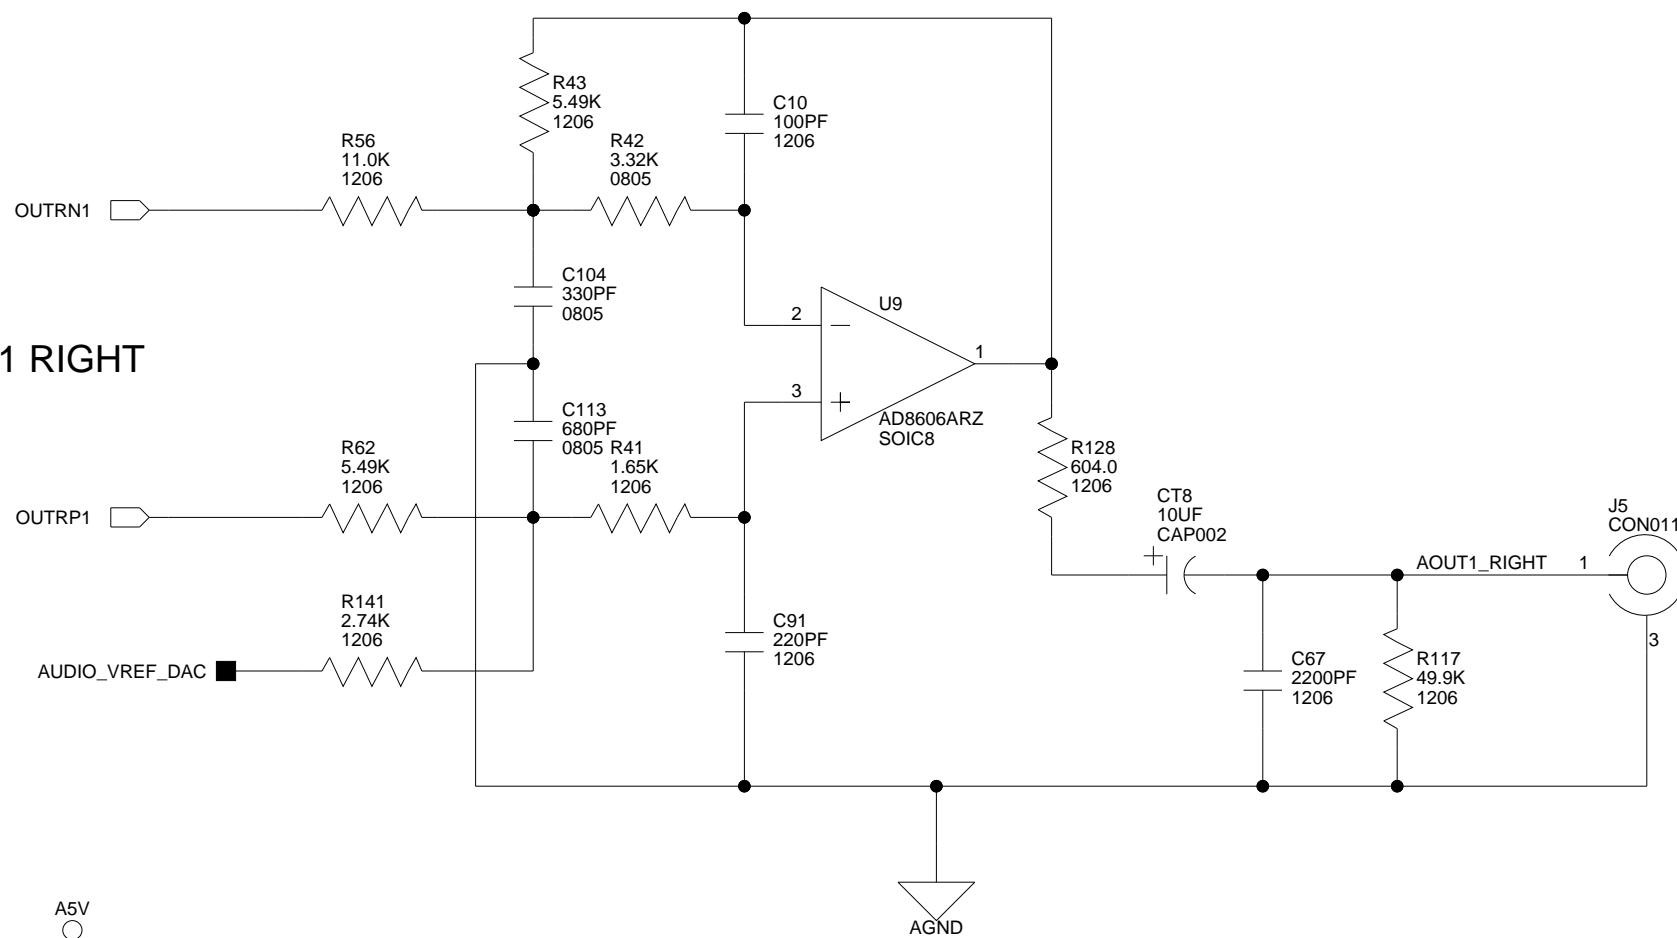 R43
5.49K
1206
C10
100PF
1206
R56
11.0K
1206
R42
3.32K
0805
OUTRN1
C104
330PF
0805
U9
2
-
1
1 RIGHT
3
+
C113
680PF
0805
AD8606ARZ
SOIC8
R62
5.49K
1206
R41
1.65K
1206
R128
604.0
1206
OUTRP1
CT8
10UF
CAP002
+
J5
CON011
AOUT1_RIGHT
1
R141
2.74K
1206
C91
220PF
1206
3
AUDIO_VREF_DAC
C67
2200PF
1206
R117
49.9K
1206
A5V
AGND